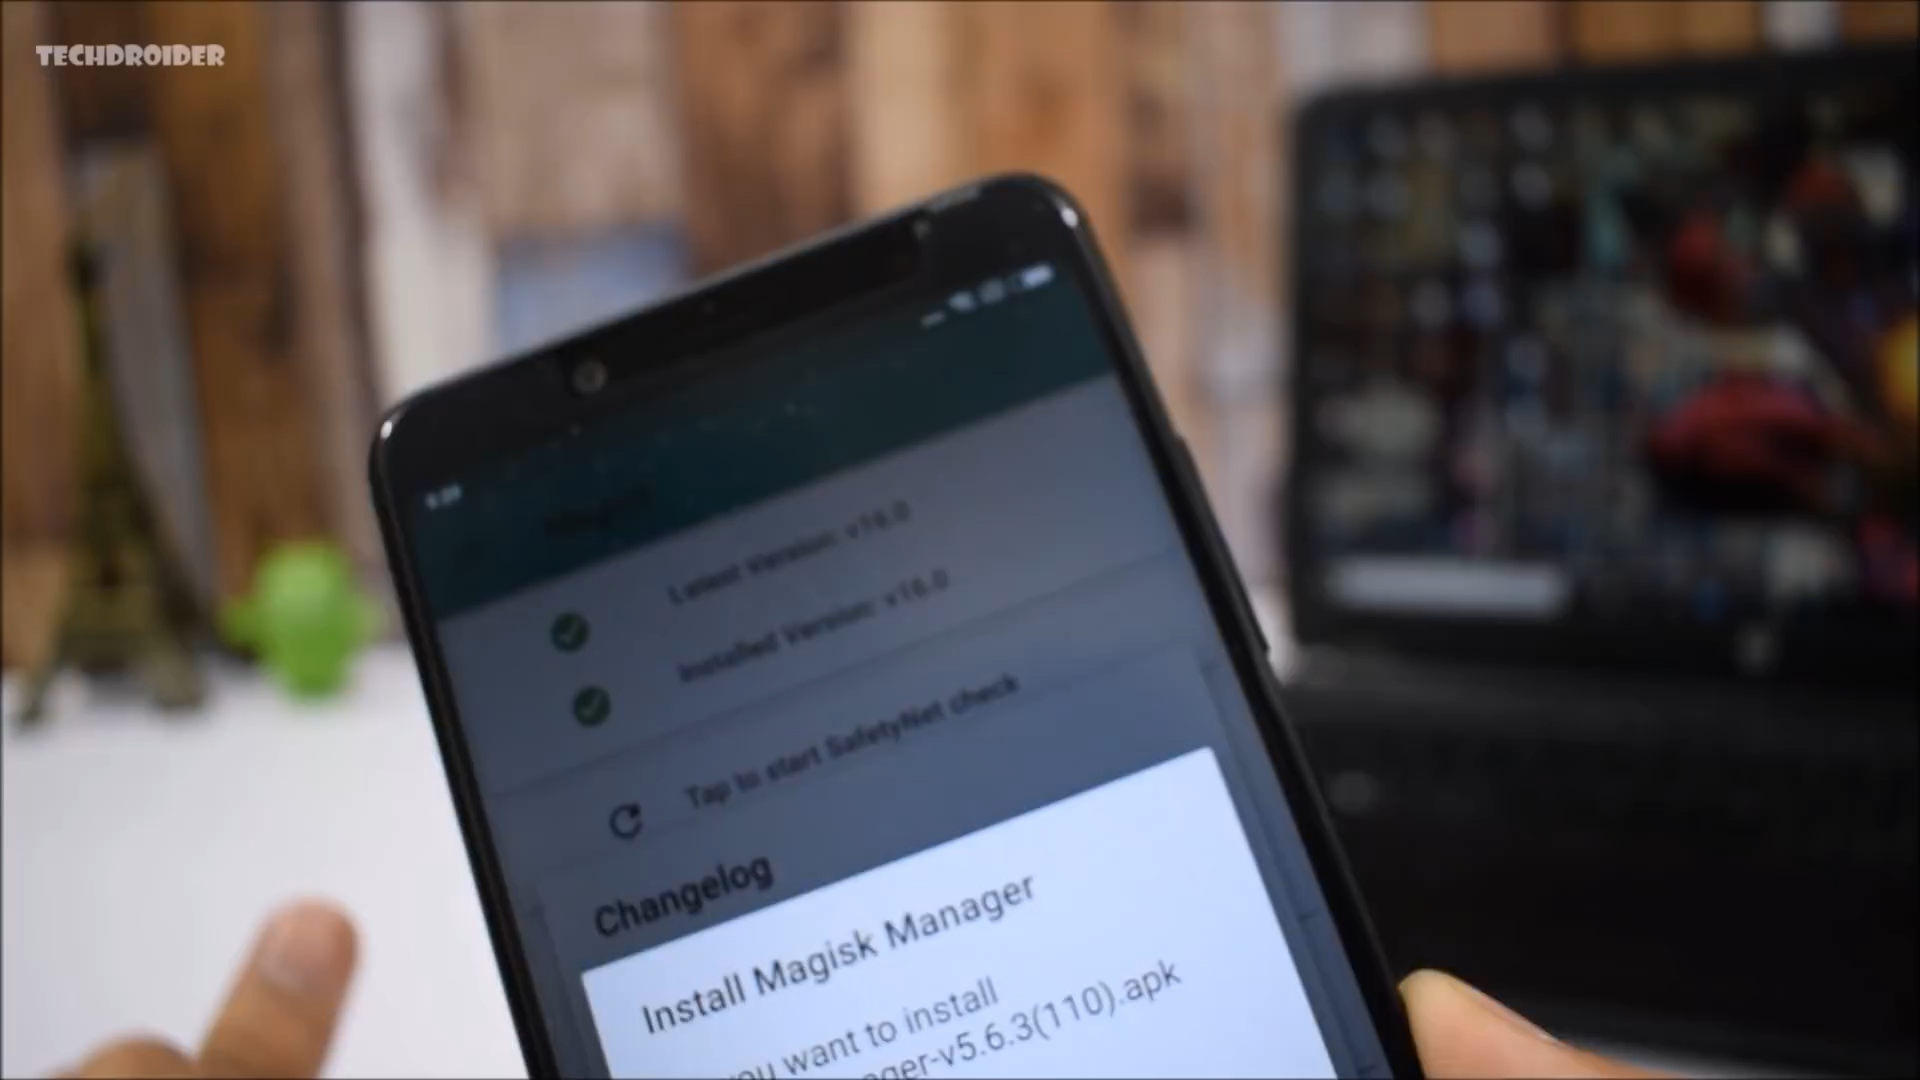 TECHDROIDER
Latest Version: v16.0
Installed Version: v16.0
Tap to start SafetyNet check
Changelog
Install Magisk Manager
you want to install
ager-v5.6.3(110).apk